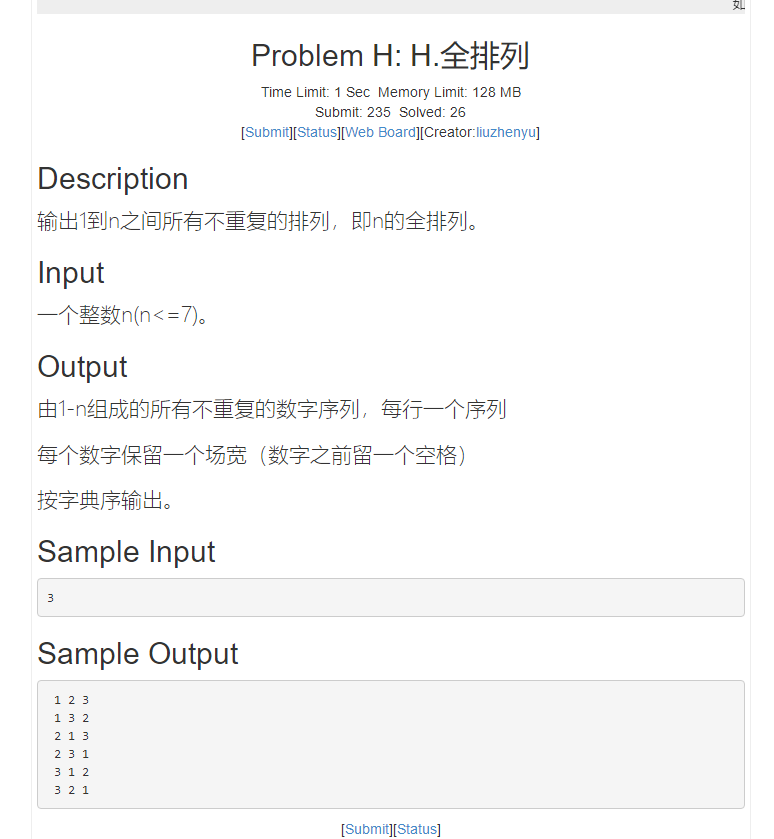 如
Problem H: H.全排列
Time Limit: 1 Sec  Memory Limit: 128 MB
Submit: 235  Solved: 26
[Submit][Status][Web Board][Creator:liuzhenyu]
Description
输出1到n之间所有不重复的排列，即n的全排列。
Input
一个整数n(n<=7)。
Output
由1-n组成的所有不重复的数字序列，每行一个序列
每个数字保留一个场宽（数字之前留一个空格）
按字典序输出。
Sample Input
3
Sample Output
 1 2 3
 1 3 2
 2 1 3
 2 3 1
 3 1 2
 3 2 1
[Submit][Status]